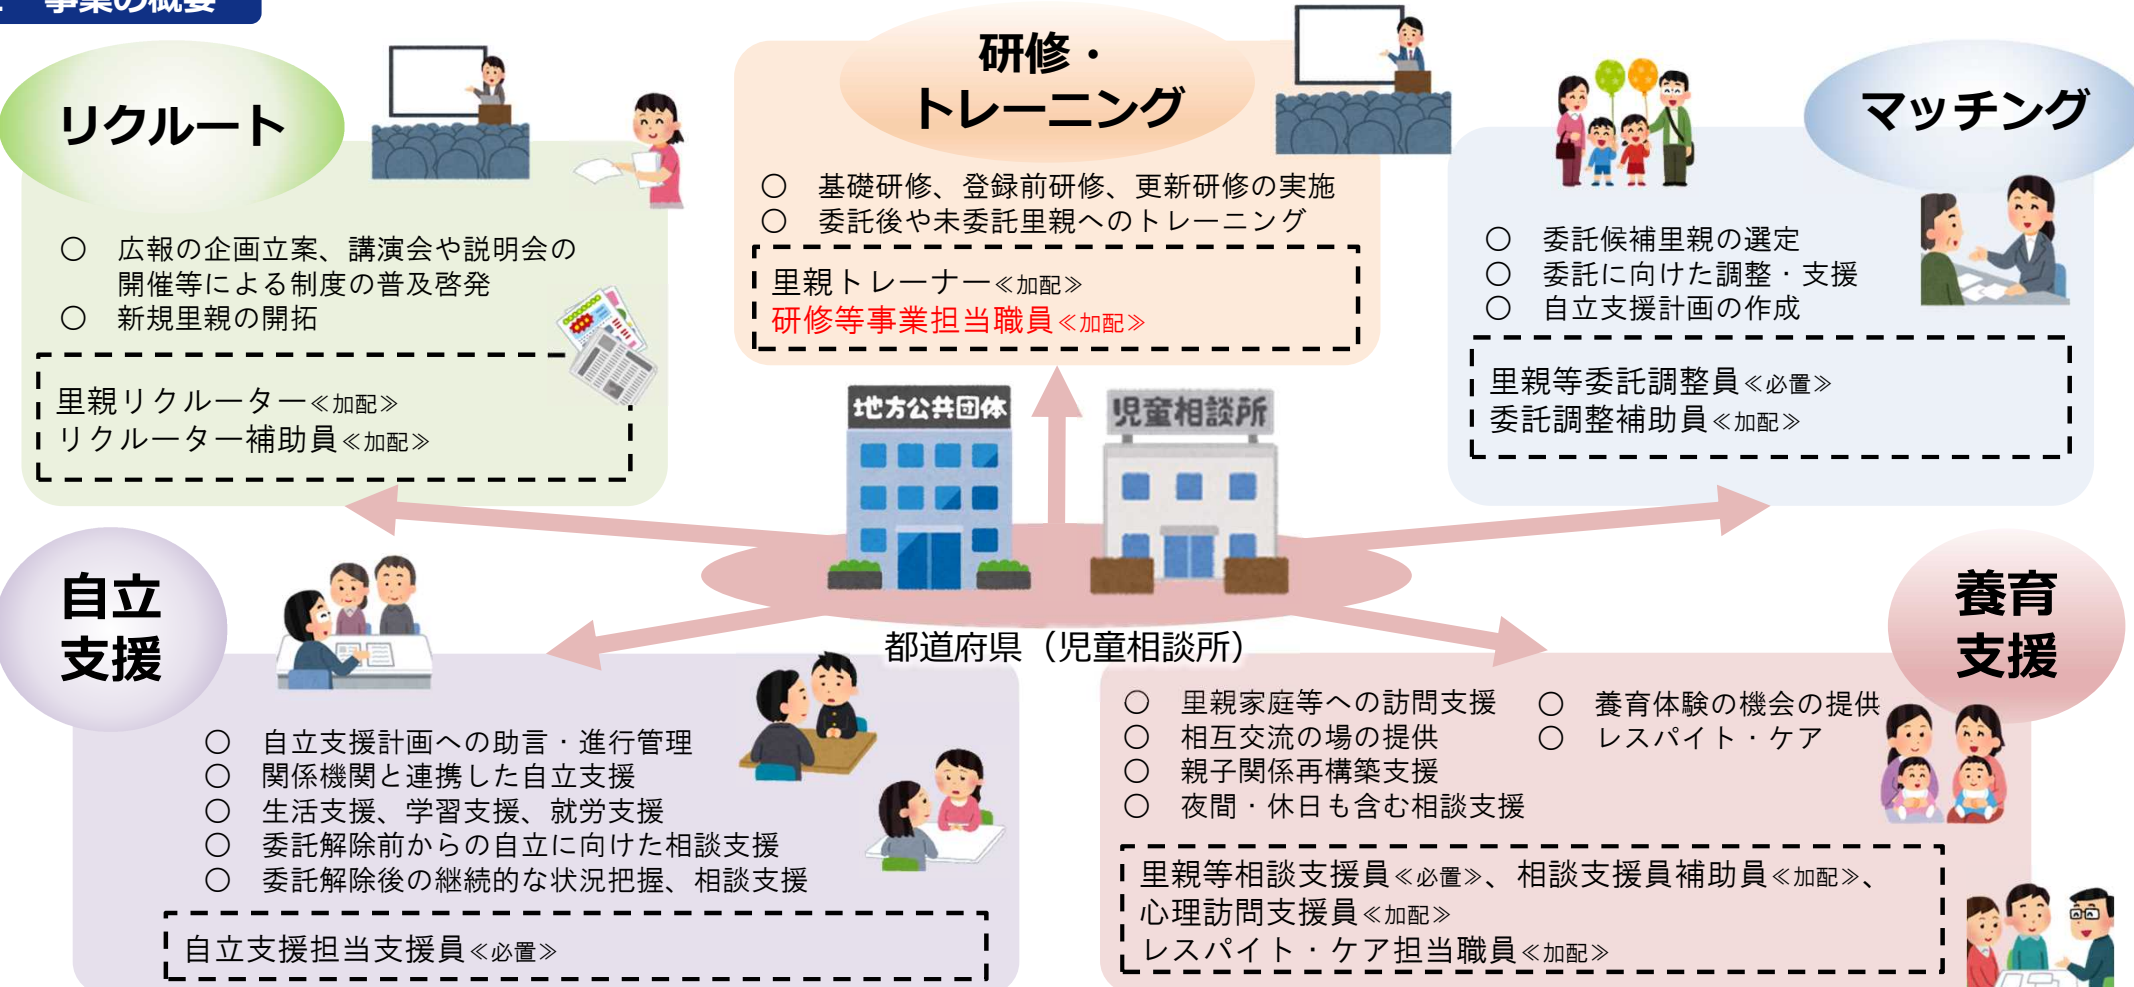 事業の概要
リクルート
○ 広報の企画立案、講演会や説明会の
開催等による制度の普及啓発
○ 新規里親の開拓
里親リクルーター≪加配≫
リクルーター補助員≪加配≫
研修・
トレーニング
○ 基礎研修、登録前研修、更新研修の実施
○ 委託後や未委託里親へのトレーニング
里親トレーナー≪加配≫
研修等事業担当職員≪加配≫
マッチング
○ 委託候補里親の選定
○ 委託に向けた調整・支援
○ 自立支援計画の作成
里親等委託調整員≪必置≫
委託調整補助員≪加配≫
地方公共団体
児童相談所
都道府県（児童相談所）
自立
支援
○ 自立支援計画への助言・進行管理
○ 関係機関と連携した自立支援
○ 生活支援、学習支援、就労支援
○ 委託解除前からの自立に向けた相談支援
○ 委託解除後の継続的な状況把握、相談支援
自立支援担当支援員≪必置≫
養育
支援
○ 里親家庭等への訪問支援
○ 相互交流の場の提供
○ 親子関係再構築支援
○ 夜間・休日も含む相談支援
○ 養育体験の機会の提供
○ レスパイト・ケア
里親等相談支援員≪必置≫、相談支援員補助員≪加配≫、
心理訪問支援員≪加配≫
レスパイト・ケア担当職員≪加配≫